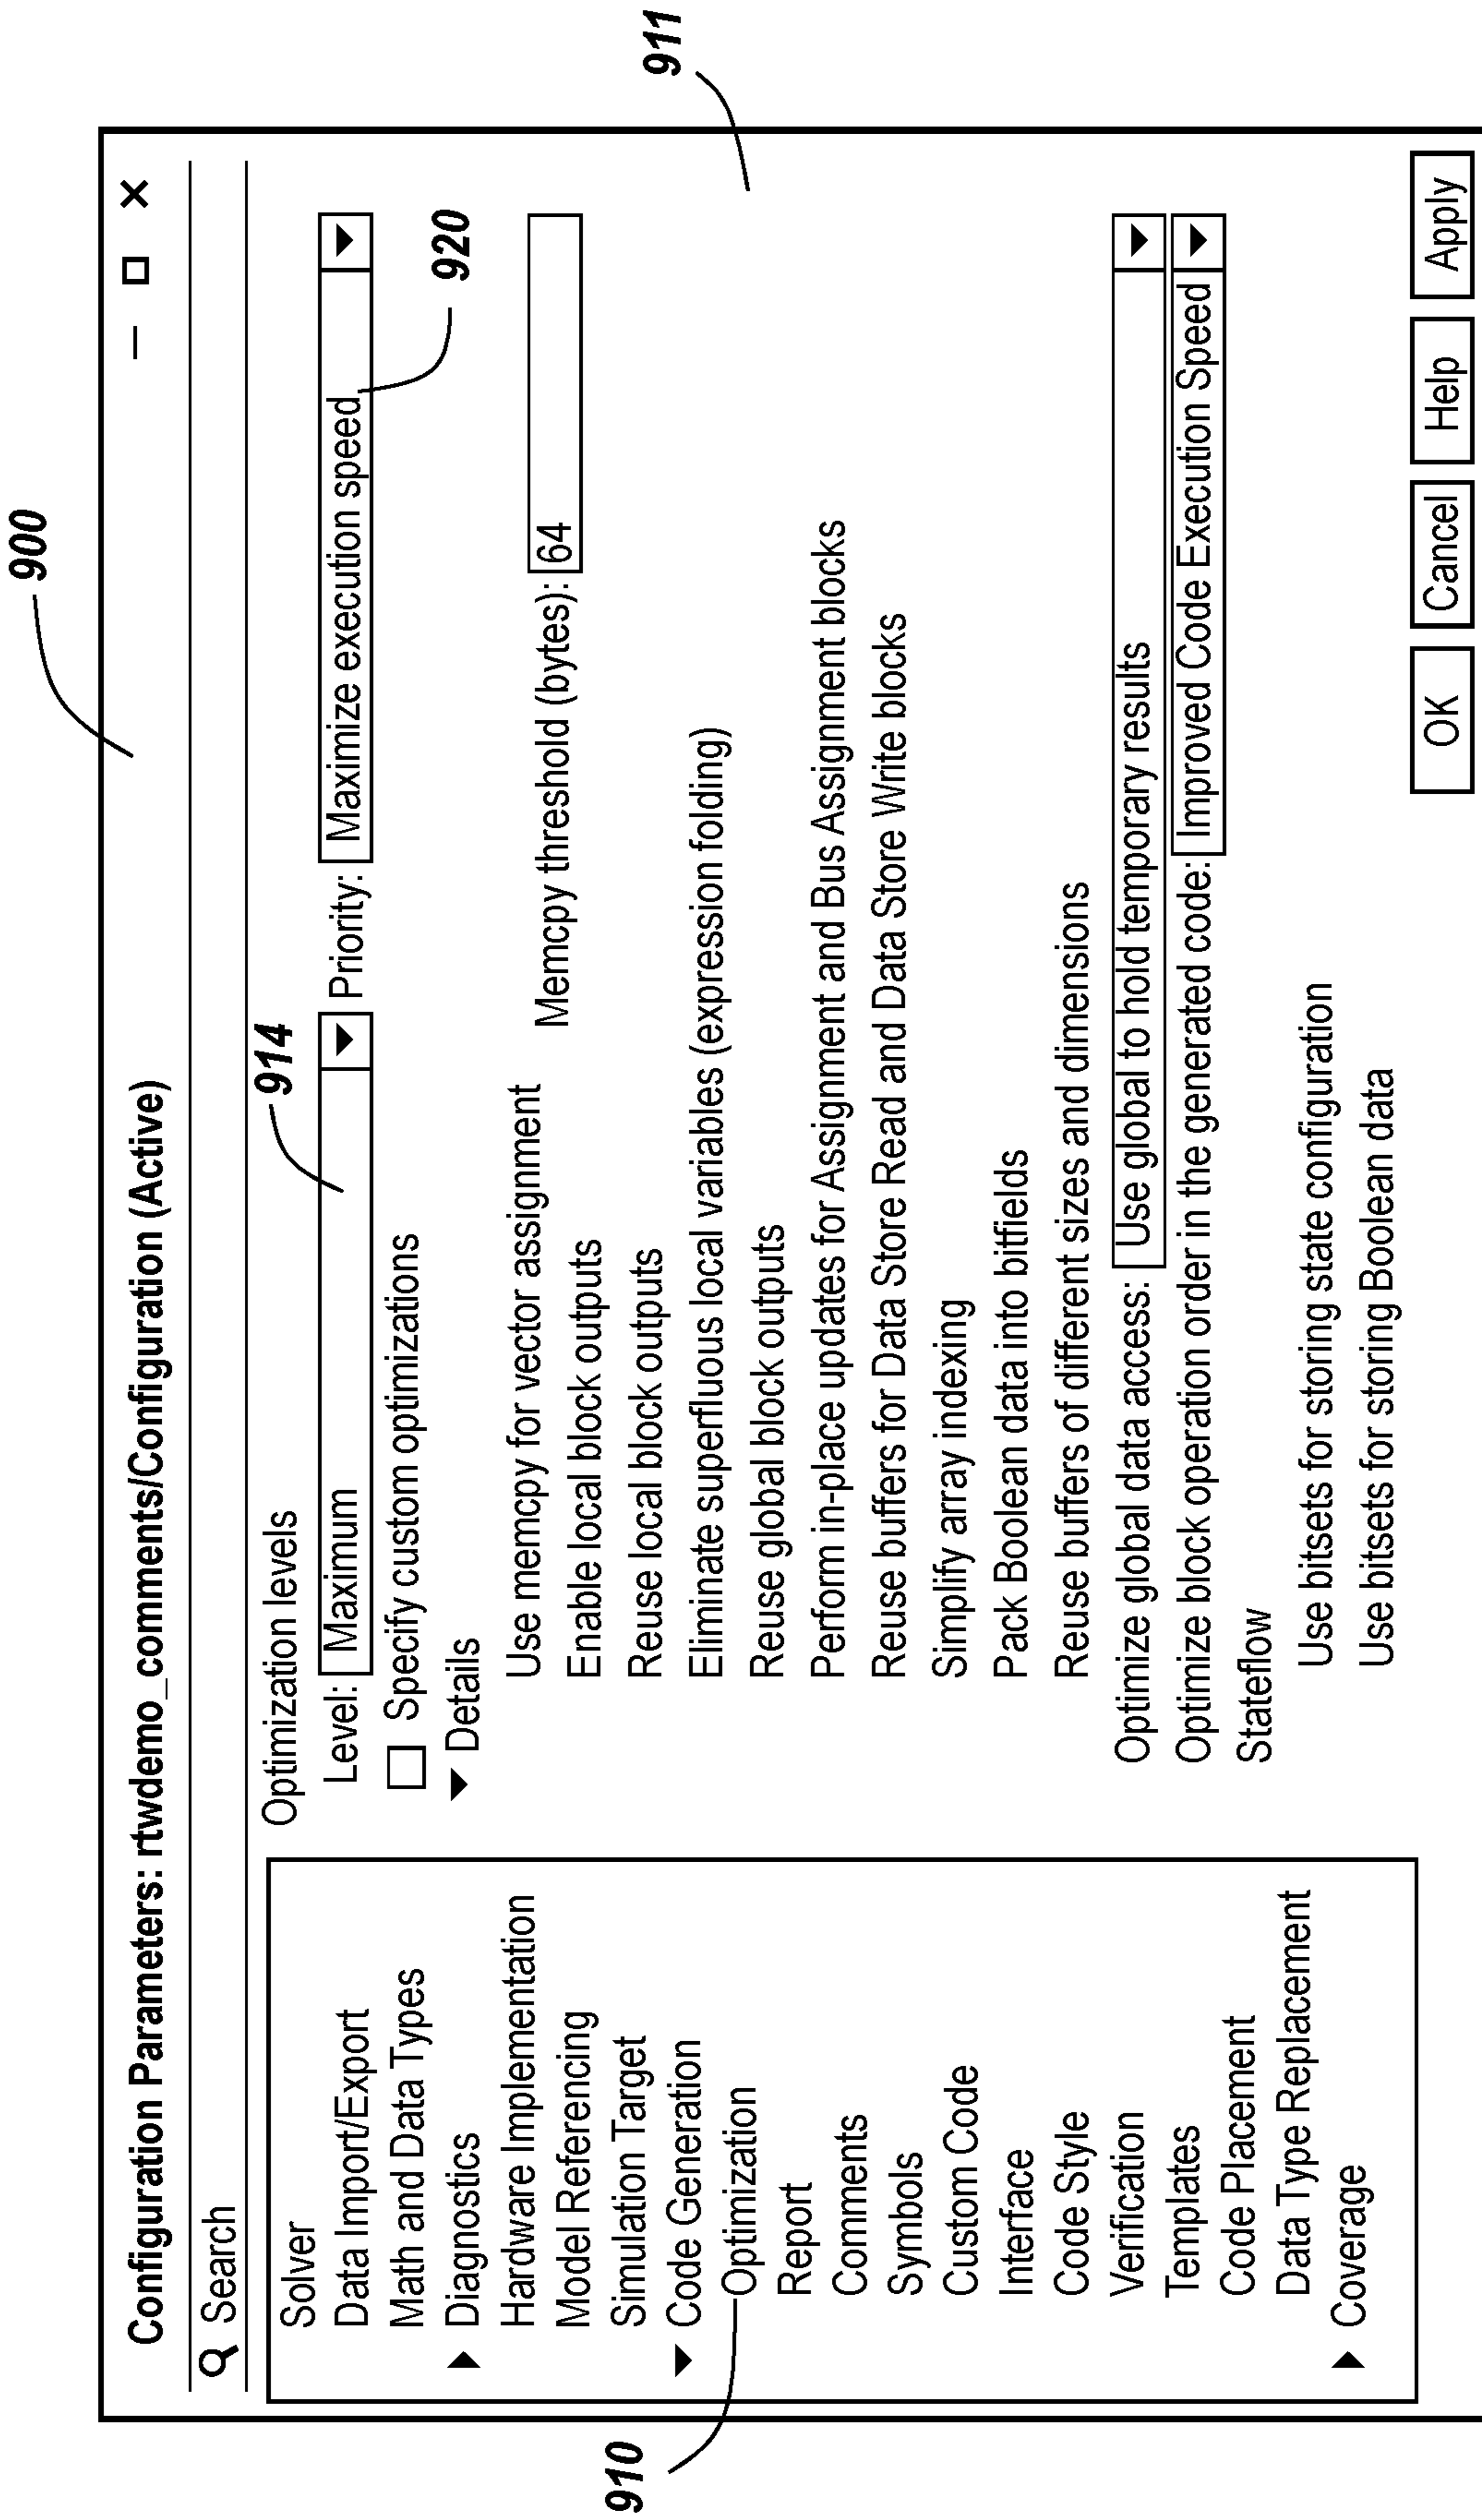 900
Configuration Parameters: rtwdemo_comments/Configuration (Active)
Search
Solver
Data Import/Export
Math and Data Types
Diagnostics
Hardware Implementation
Model Referencing
Simulation Target
Code Generation
Optimization
Report
Comments
Symbols
Custom Code
Interface
Code Style
Verification
Templates
Code Placement
Data Type Replacement
Coverage
910
Optimization levels
914
Level: Maximum Priority: Maximize execution speed
Specify custom optimizations
920
Details
Use memcpy for vector assignment
Memcpy threshold (bytes): 64
Enable local block outputs
Reuse local block outputs
911
Eliminate superfluous local variables (expression folding)
Reuse global block outputs
Perform in-place updates for Assignment and Bus Assignment blocks
Reuse buffers for Data Store Read and Data Store Write blocks
Simplify array indexing
Pack Boolean data into bitfields
Reuse buffers of different sizes and dimensions
Optimize global data access: Use global to hold temporary results
Optimize block operation order in the generated code: Improved Code Execution Speed
Stateflow
Use bitsets for storing state configuration
Use bitsets for storing Boolean data
OK Cancel Help Apply